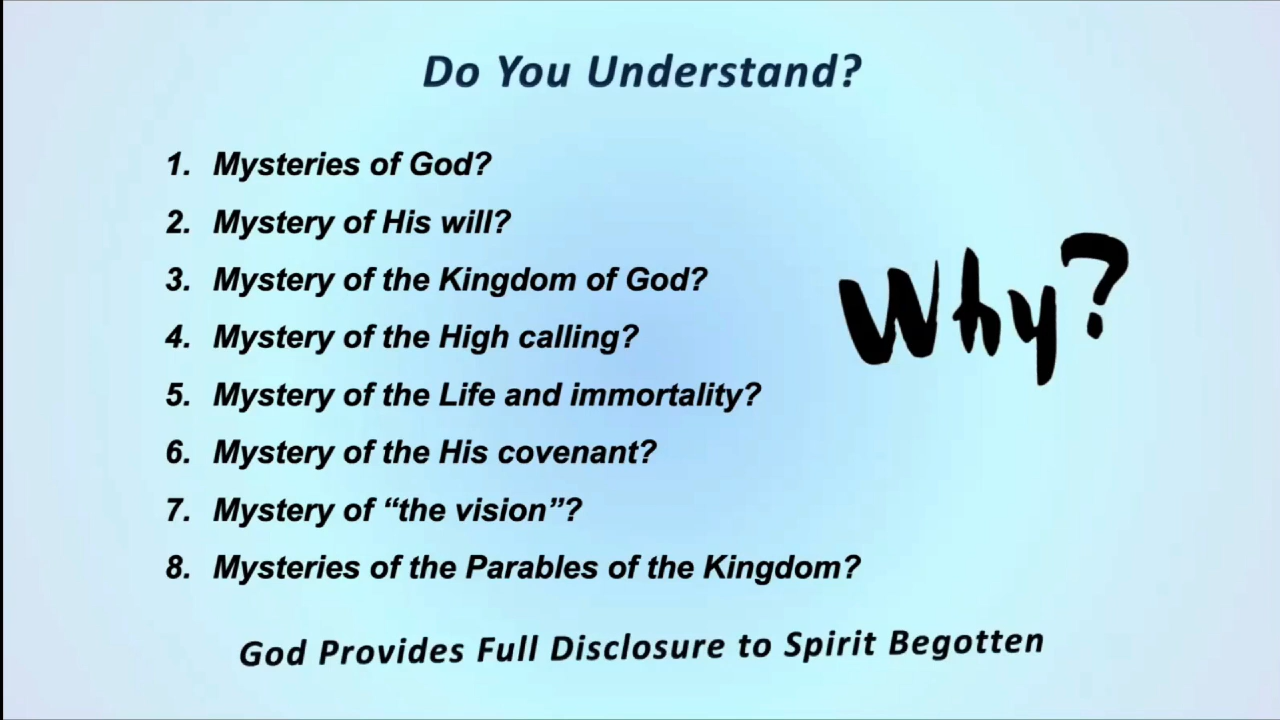 Do You Understand?
1. Mysteries of God?
2. Mystery of His will?
3. Mystery of the Kingdom of God?
4. Mystery of the High calling?
5. Mystery of the Life and immortality?
6. Mystery of the His covenant?
7. Mystery of “the vision”?
8. Mysteries of the Parables of the Kingdom?
Why?
God Provides Full Disclosure to Spirit Begotten